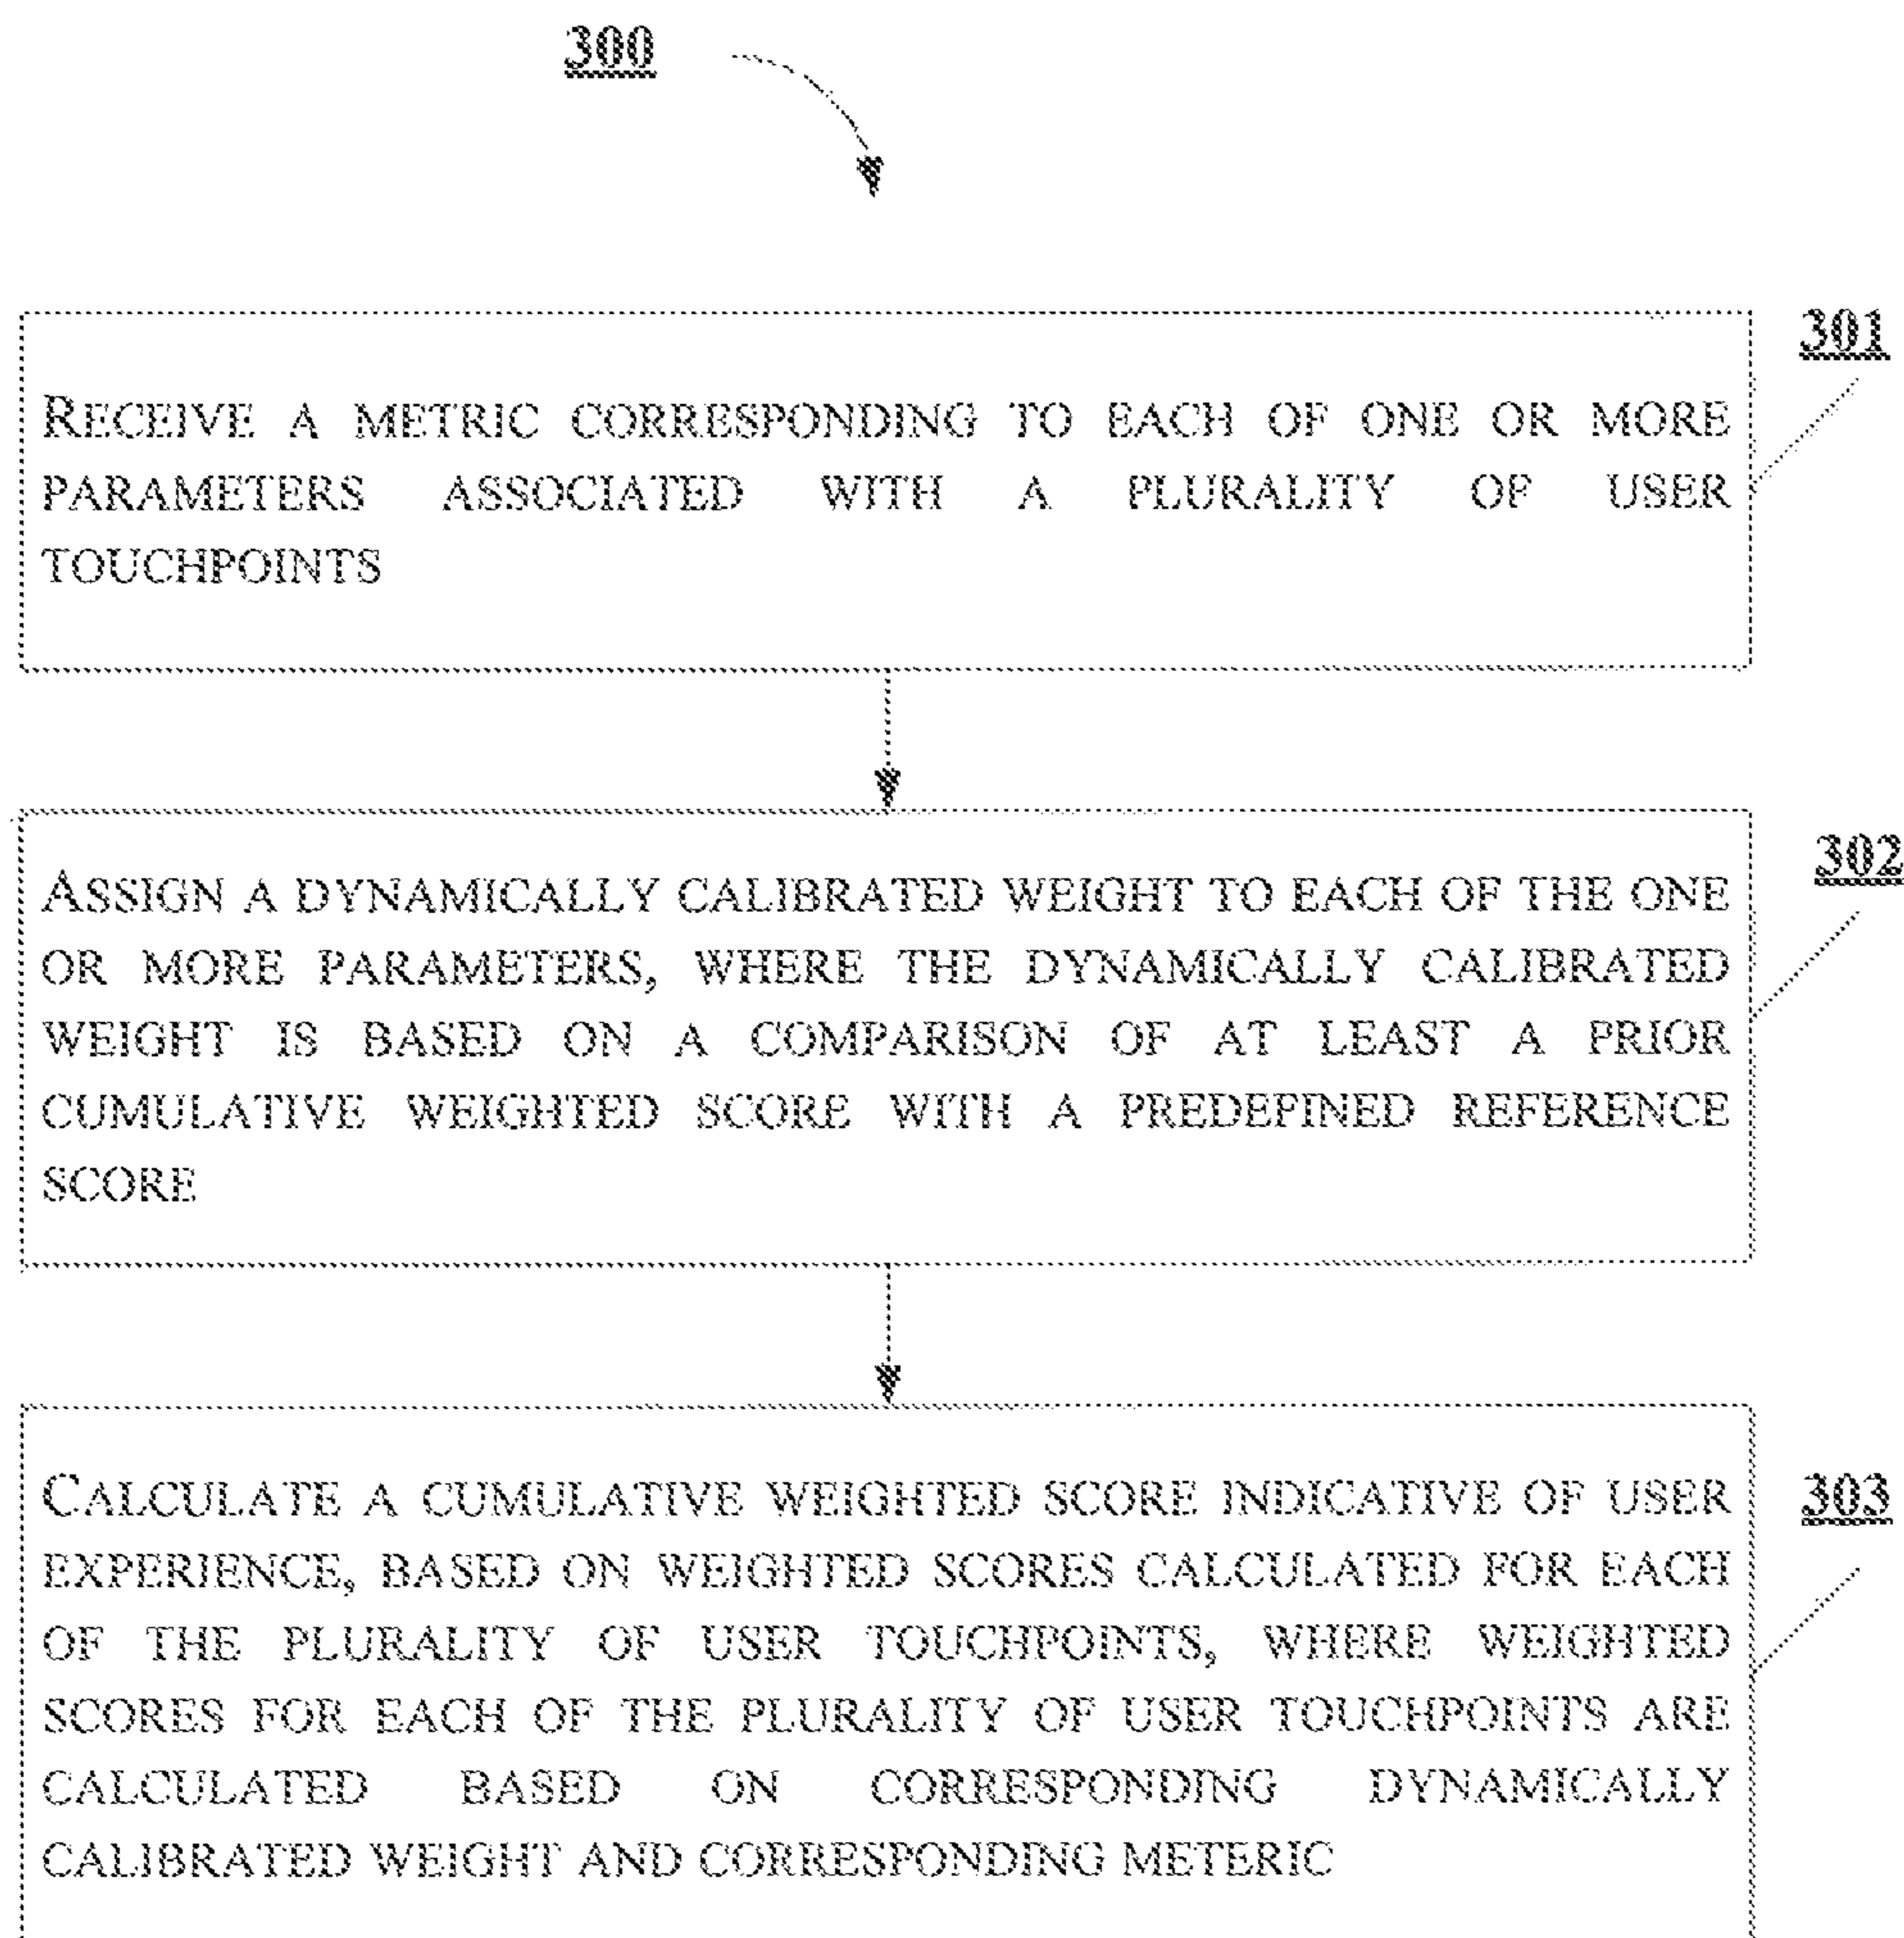 300
301
RECEIVE A METRIC CORRESPONDING TO EACH OF ONE OR MORE
PARAMETERS ASSOCIATED WITH A PLURALITY OF USER
TOUCHPOINTS
302
ASSIGN A DYNAMICALLY CALIBRATED WEIGHT TO EACH OF THE ONE
OR MORE PARAMETERS, WHERE THE DYNAMICALLY CALIBRATED
WEIGHT IS BASED ON A COMPARISON OF AT LEAST A PRIOR
CUMULATIVE WEIGHTED SCORE WITH A PREDEFINED REFERENCE
SCORE
303
CALCULATE A CUMULATIVE WEIGHTED SCORE INDICATIVE OF USER
EXPERIENCE, BASED ON WEIGHTED SCORES CALCULATED FOR EACH
OF THE PLURALITY OF USER TOUCHPOINTS, WHERE WEIGHTED
SCORES FOR EACH OF THE PLURALITY OF USER TOUCHPOINTS ARE
CALCULATED BASED ON CORRESPONDING DYNAMICALLY
CALIBRATED WEIGHT AND CORRESPONDING METERIC